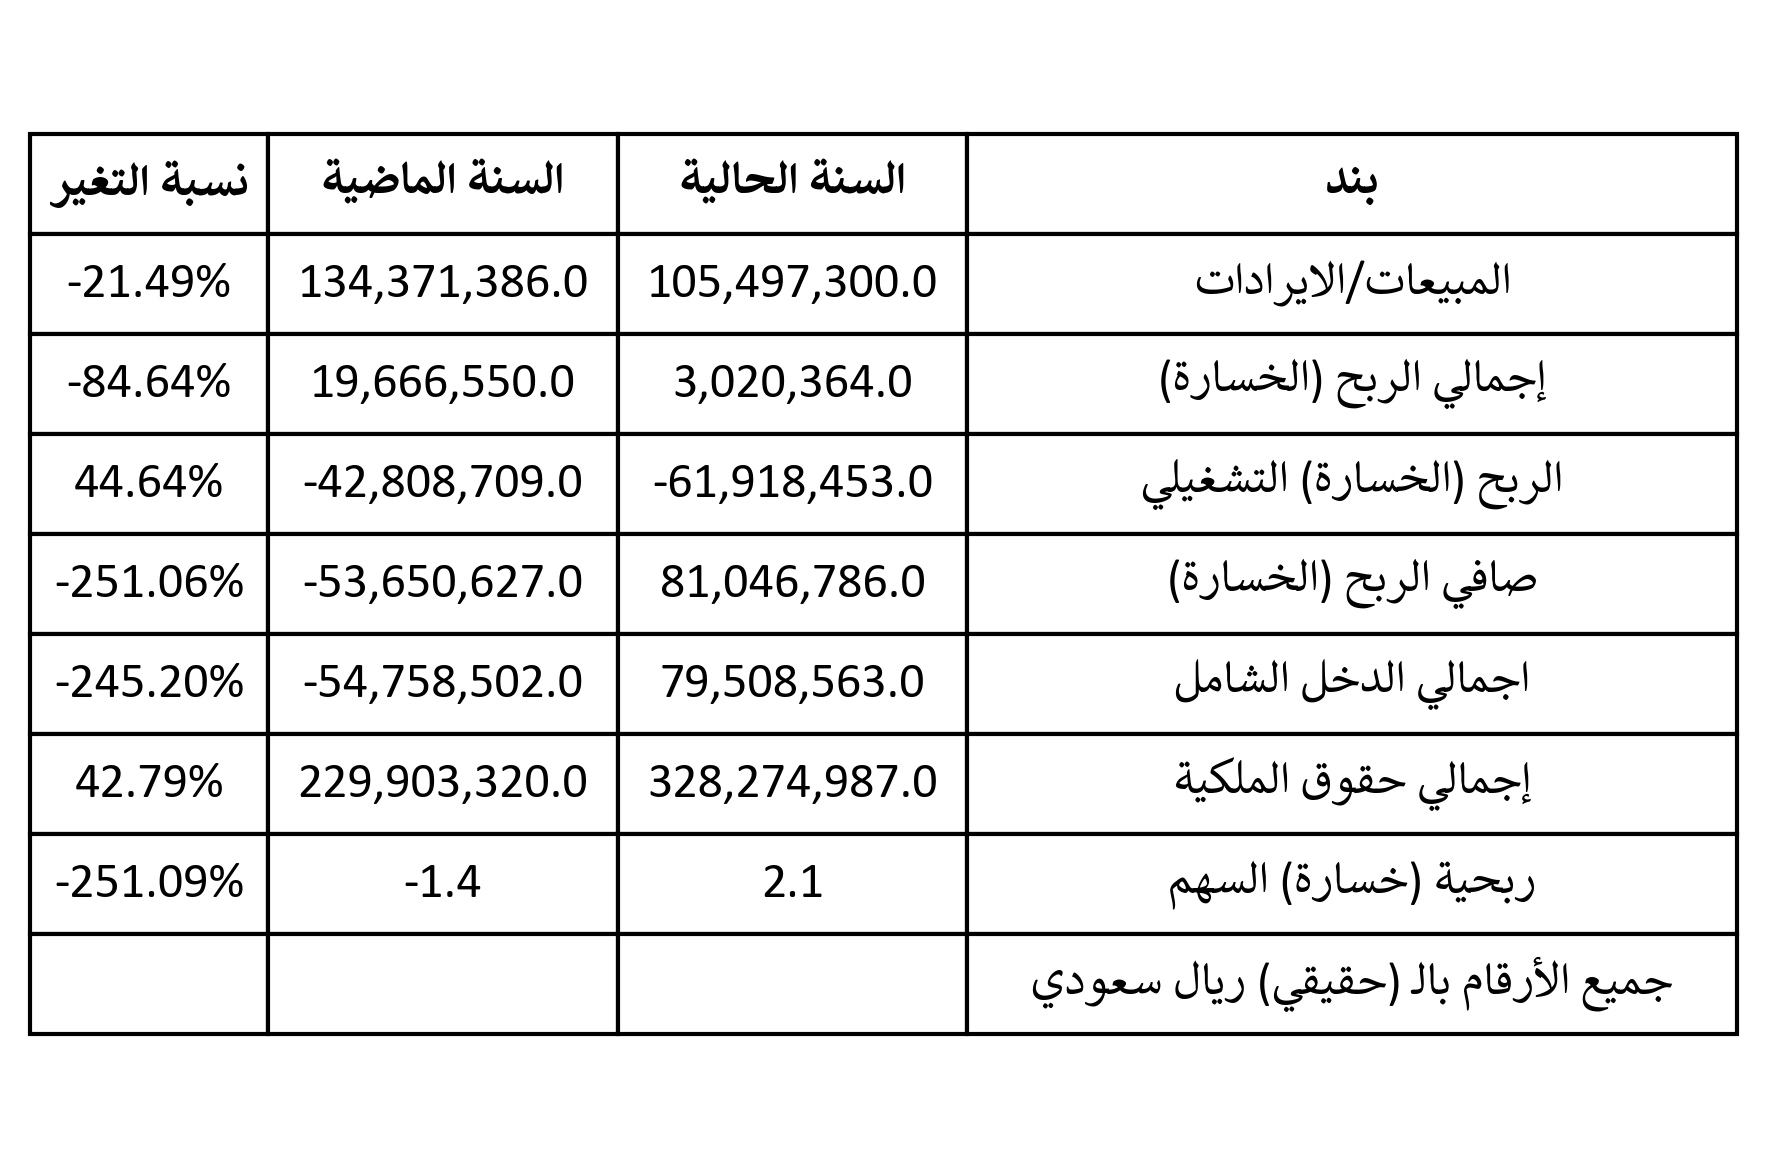 بند السنة الحالية السنة الماضية نسبة التغير
المبيعات/الايرادات 105,497,300.0 134,371,386.0 -21.49%
إجمالي الربح (الخسارة) 3,020,364.0 19,666,550.0 -84.64%
الربح (الخسارة) التشغيلي -61,918,453.0 -42,808,709.0 44.64%
صافي الربح (الخسارة) 81,046,786.0 -53,650,627.0 -251.06%
اجمالي الدخل الشامل 79,508,563.0 -54,758,502.0 -245.20%
إجمالي حقوق الملكية 328,274,987.0 229,903,320.0 42.79%
ربحية (خسارة) السهم 2.1 -1.4 -251.09%
جميع الأرقام بالـ (حقيقي) ريال سعودي